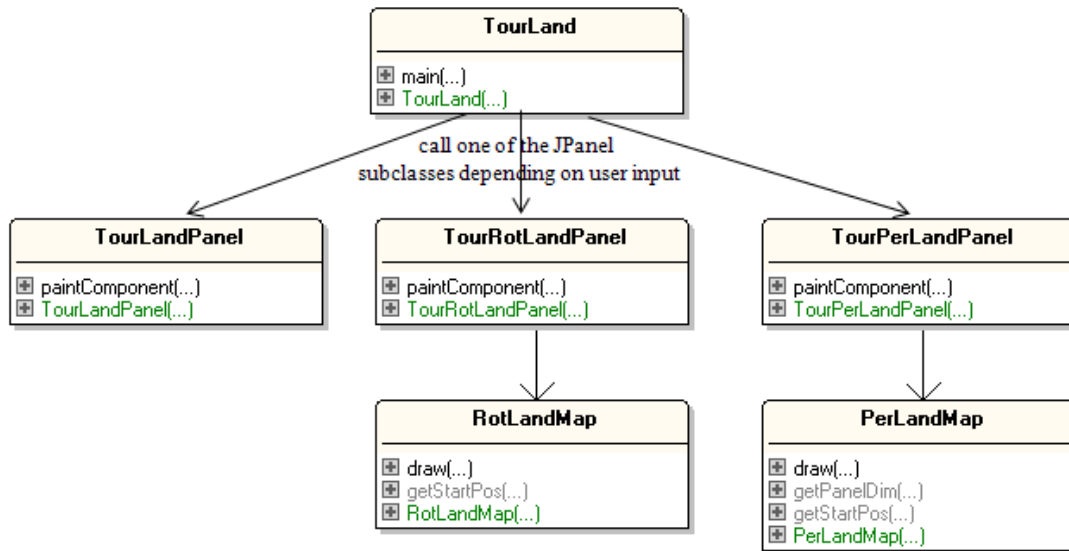 TourLand
main(...)
TourLand(...)
call one of the JPanel
subclasses depending on user input
TourLandPanel
paintComponent(...)
TourLandPanel(...)
TourRotLandPanel
paintComponent(...)
TourRotLandPanel(...)
TourPerLandPanel
paintComponent(...)
TourPerLandPanel(...)
RotLandMap
draw(...)
getStartPos(...)
RotLandMap(...)
PerLandMap
draw(...)
getPanelDim(...)
getStartPos(...)
PerLandMap(...)